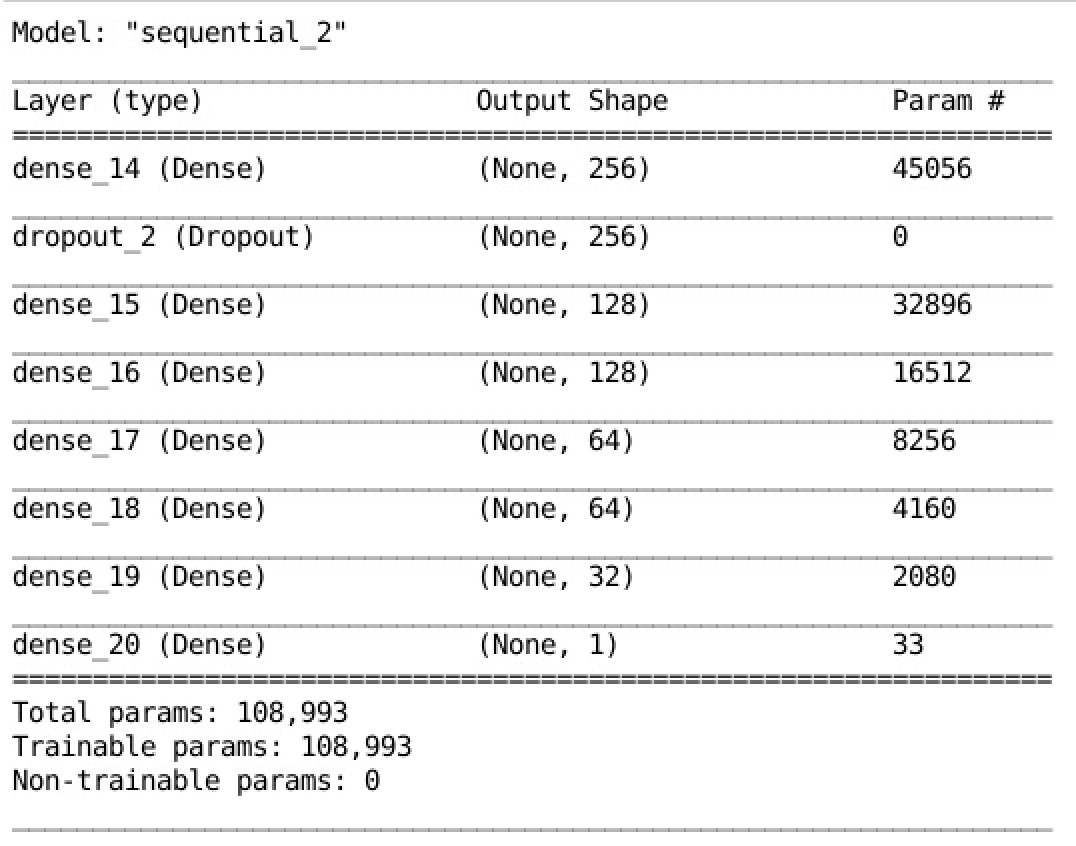 Model: "sequential_2"
Layer (type) Output Shape Param #
=================================================================
dense_14 (Dense) (None, 256) 45056
dropout_2 (Dropout) (None, 256) 0
dense_15 (Dense) (None, 128) 32896
dense_16 (Dense) (None, 128) 16512
dense_17 (Dense) (None, 64) 8256
dense_18 (Dense) (None, 64) 4160
dense_19 (Dense) (None, 32) 2080
dense_20 (Dense) (None, 1) 33
=================================================================
Total params: 108,993
Trainable params: 108,993
Non-trainable params: 0